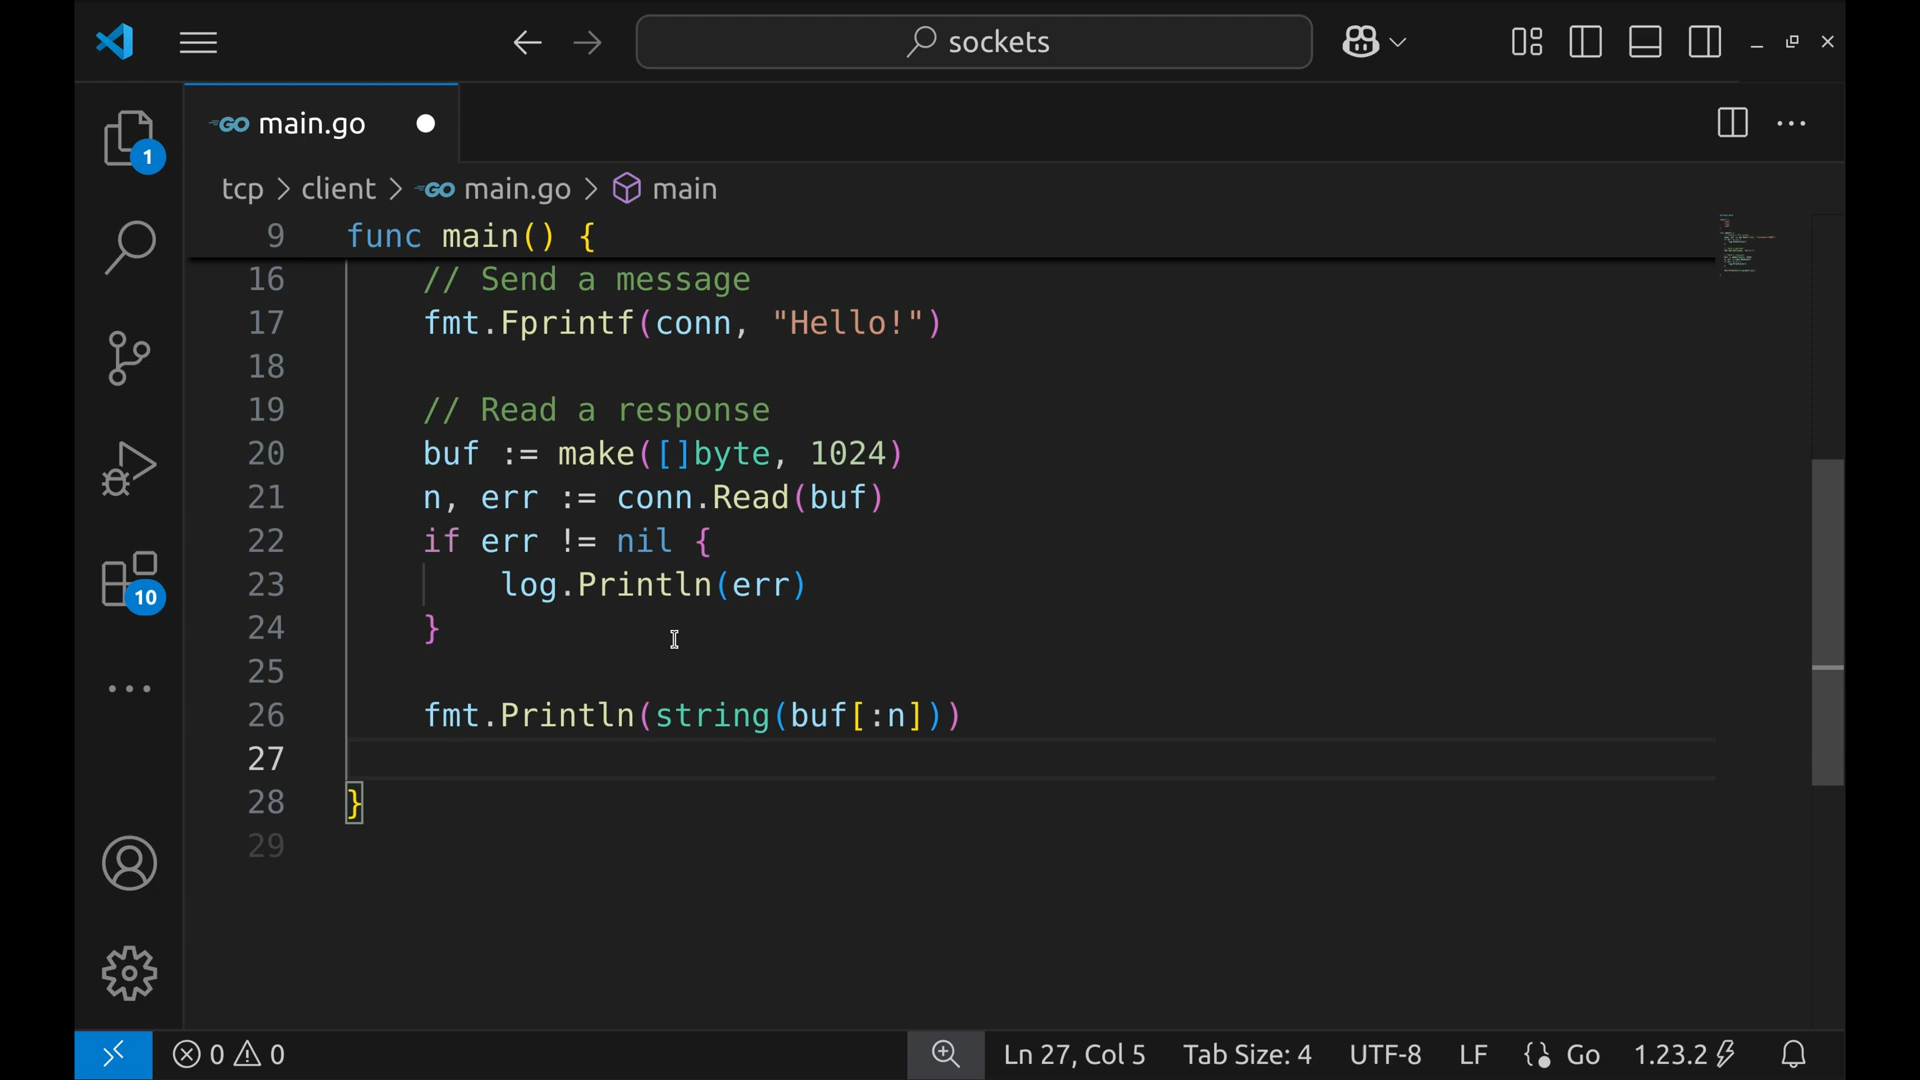 sockets
GO main.go
1
tcp > client > GO main.go > main
9 func main() {
16 // Send a message
17 fmt.Fprintf(conn, "Hello!")
18
19 // Read a response
20 buf := make([]byte, 1024)
21 n, err := conn.Read(buf)
22 if err != nil {
23 log.Println(err)
24 }
25
26 fmt.Println(string(buf[:n]))
27
28 }
29
10
0 0 Ln 27, Col 5 Tab Size: 4 UTF-8 LF Go 1.23.2